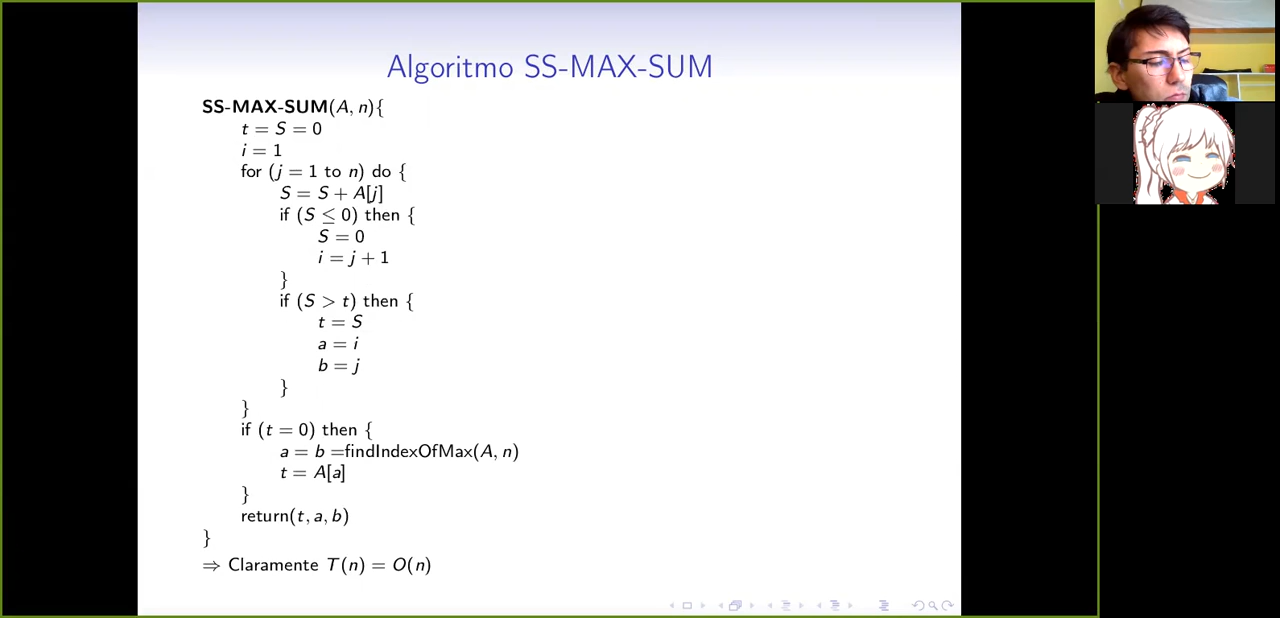 Algoritmo SS-MAX-SUM
SS-MAX-SUM(A, n){
t = S = 0
i = 1
for (j = 1 to n) do {
S = S + A[j]
if (S ≤ 0) then {
S = 0
i = j + 1
}
if (S > t) then {
t = S
a = i
b = j
}
}
if (t = 0) then {
a = b =findIndexOfMax(A, n)
t = A[a]
}
return(t, a, b)
}
⇒ Claramente T(n) = O(n)